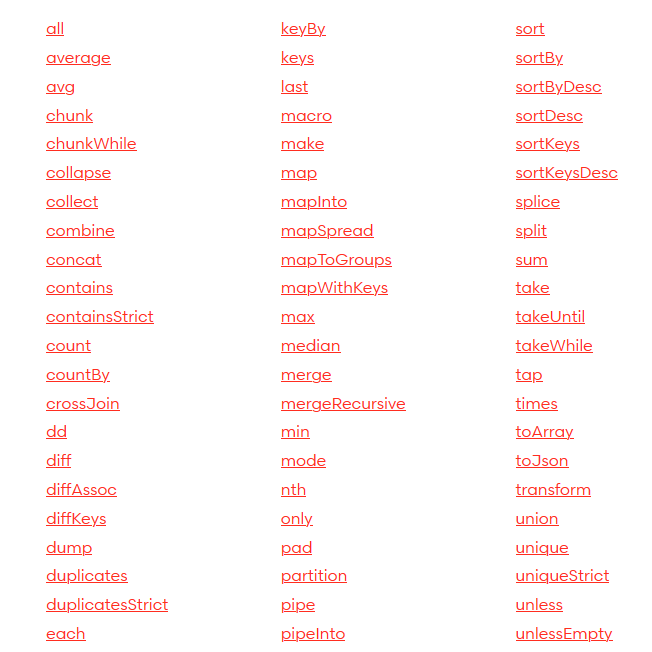 all
average
avg
chunk
chunkWhile
collapse
collect
combine
concat
contains
containsStrict
count
countBy
crossJoin
dd
diff
diffAssoc
diffKeys
dump
duplicates
duplicatesStrict
each
keyBy
keys
last
macro
make
map
mapInto
mapSpread
mapToGroups
mapWithKeys
max
median
merge
mergeRecursive
min
mode
nth
only
pad
partition
pipe
pipeInto
sort
sortBy
sortByDesc
sortDesc
sortKeys
sortKeysDesc
splice
split
sum
take
takeUntil
takeWhile
tap
times
toArray
toJson
transform
union
unique
uniqueStrict
unless
unlessEmpty